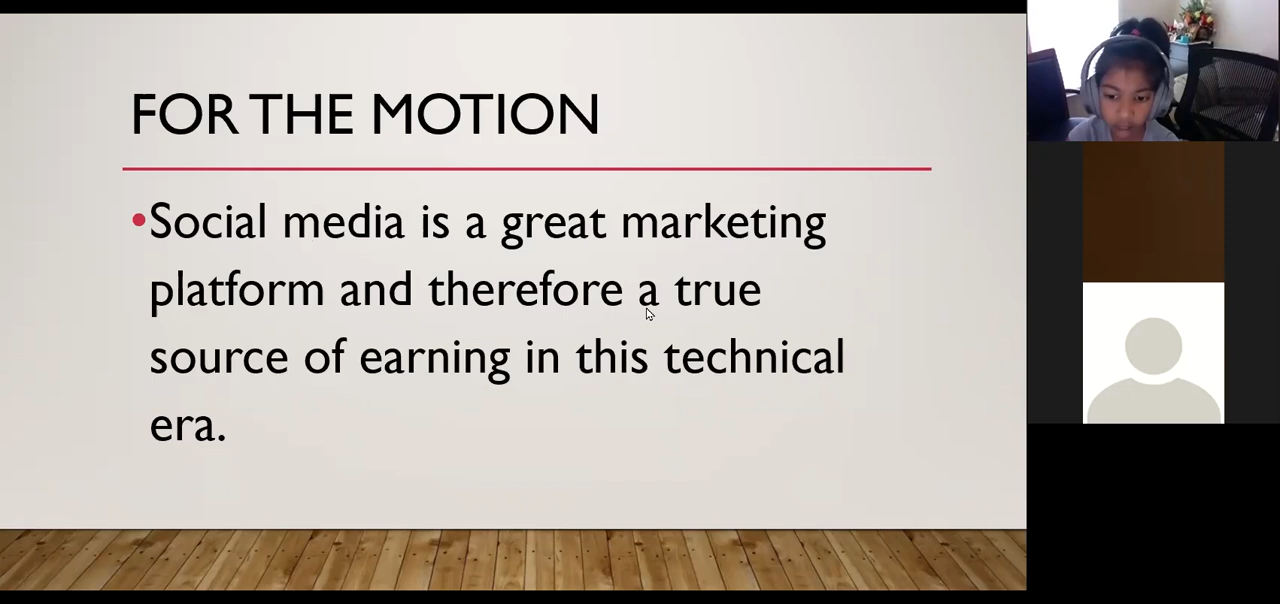 FOR THE MOTION
•Social media is a great marketing
platform and therefore a true
source of earning in this technical
era.